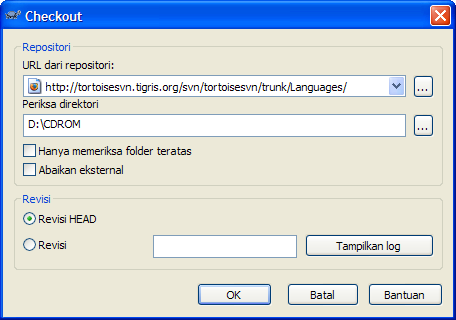 Checkout
Repositori
URL dari repositori:
http://tortoisesvn.tigris.org/svn/tortoisesvn/trunk/Languages/
...
Periksa direktori
D:\CDROM
...
Hanya memeriksa folder teratas
Abaikan eksternal
Revisi
Revisi HEAD
Revisi
Tampilkan log
OK
Batal
Bantuan